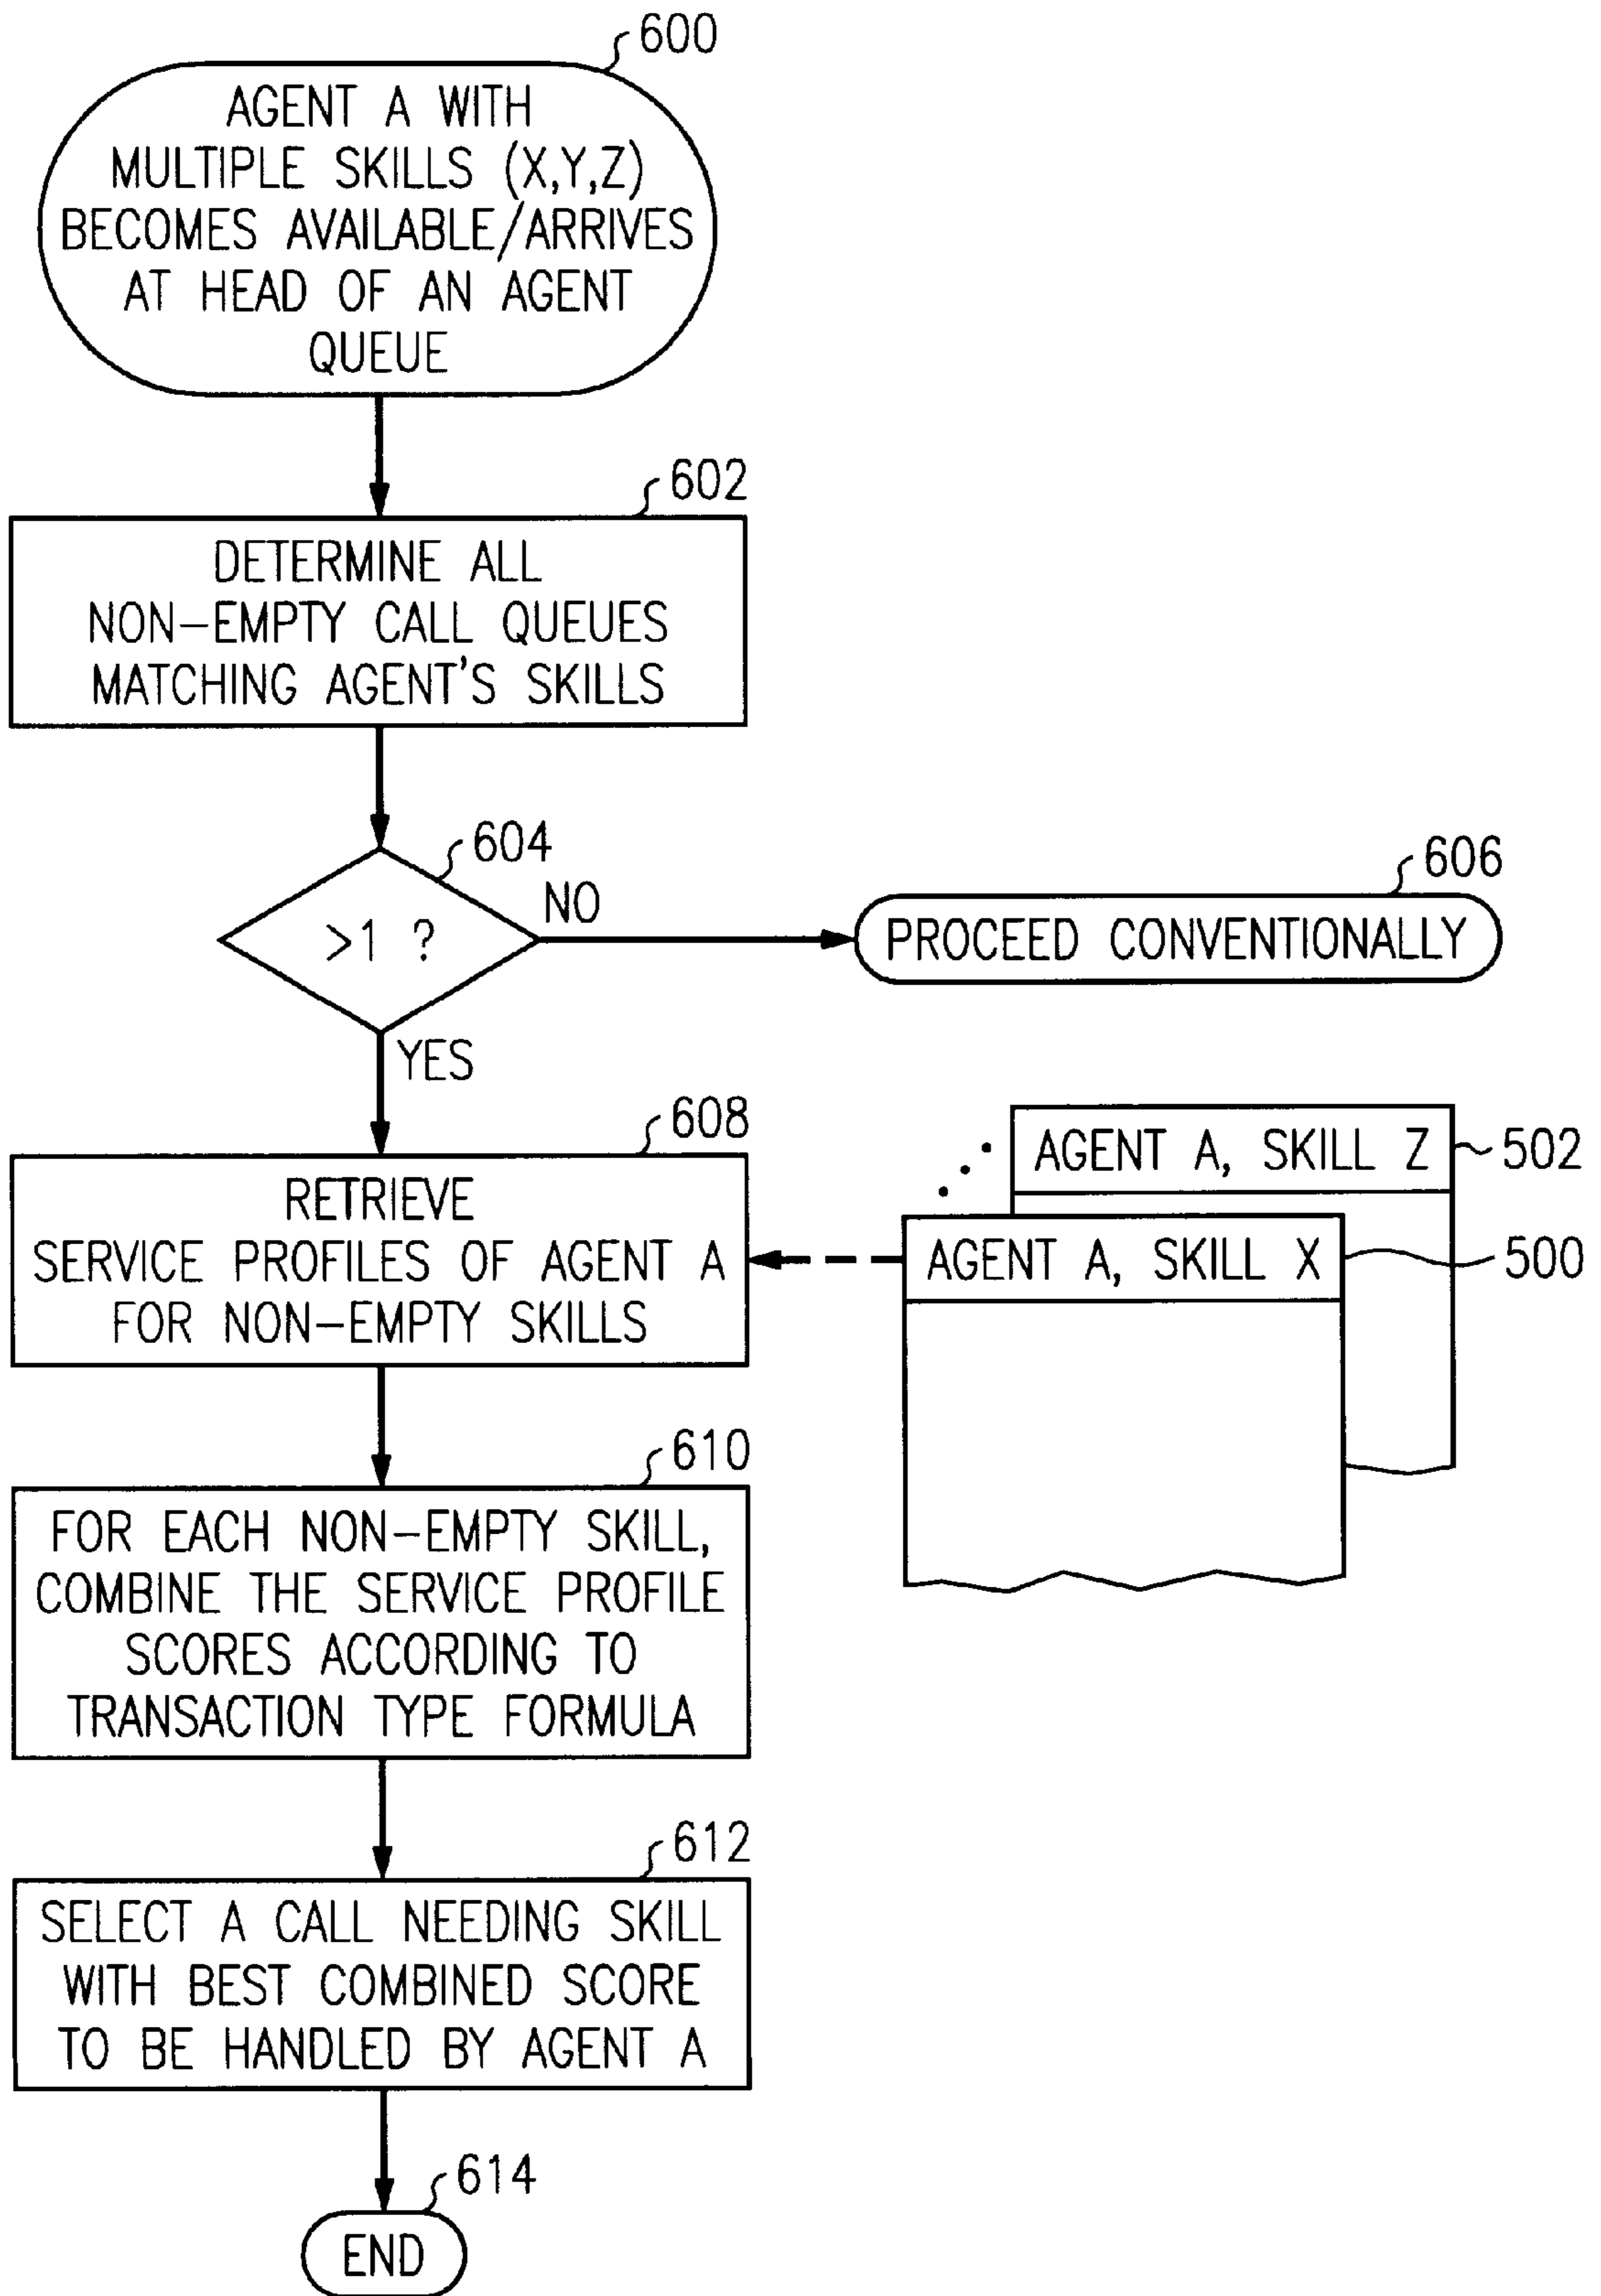 600
AGENT A WITH
MULTIPLE SKILLS (X,Y,Z)
BECOMES AVAILABLE/ARRIVES
AT HEAD OF AN AGENT
QUEUE
602
DETERMINE ALL
NON-EMPTY CALL QUEUES
MATCHING AGENT'S SKILLS
604
>1 ?
NO
606
PROCEED CONVENTIONALLY
YES
608
RETRIEVE
SERVICE PROFILES OF AGENT A
FOR NON-EMPTY SKILLS
AGENT A, SKILL Z
502
AGENT A, SKILL X
500
610
FOR EACH NON-EMPTY SKILL,
COMBINE THE SERVICE PROFILE
SCORES ACCORDING TO
TRANSACTION TYPE FORMULA
612
SELECT A CALL NEEDING SKILL
WITH BEST COMBINED SCORE
TO BE HANDLED BY AGENT A
614
END